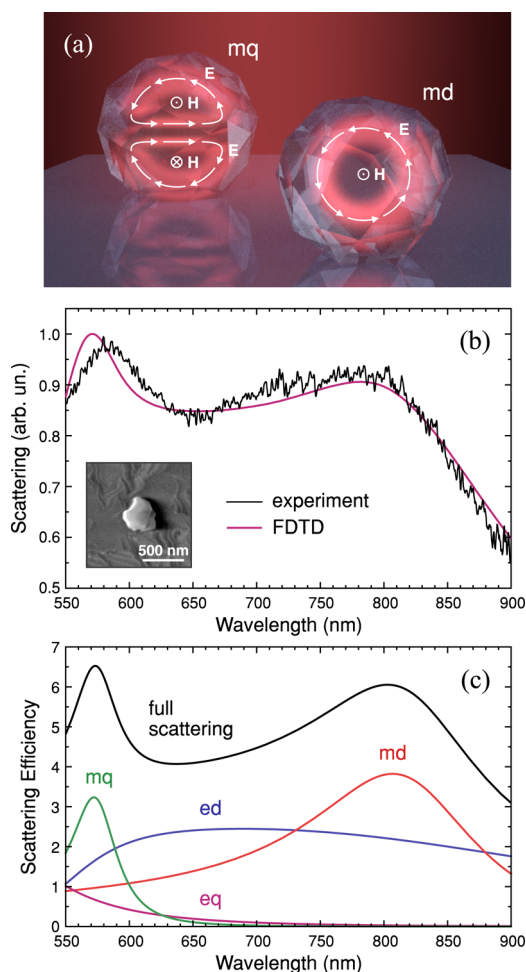 (a)
mq
md
E
H
H
E
E
H
(b)
Scattering (arb. un.)
1.0
0.9
0.8
0.7
0.6
0.5
500 nm
experiment
FDTD
550 600 650 700 750 800 850 900
Wavelength (nm)
(c)
Scattering Efficiency
7
6
5
4
3
2
1
0
full
scattering
mq
md
ed
eq
550 600 650 700 750 800 850 900
Wavelength (nm)